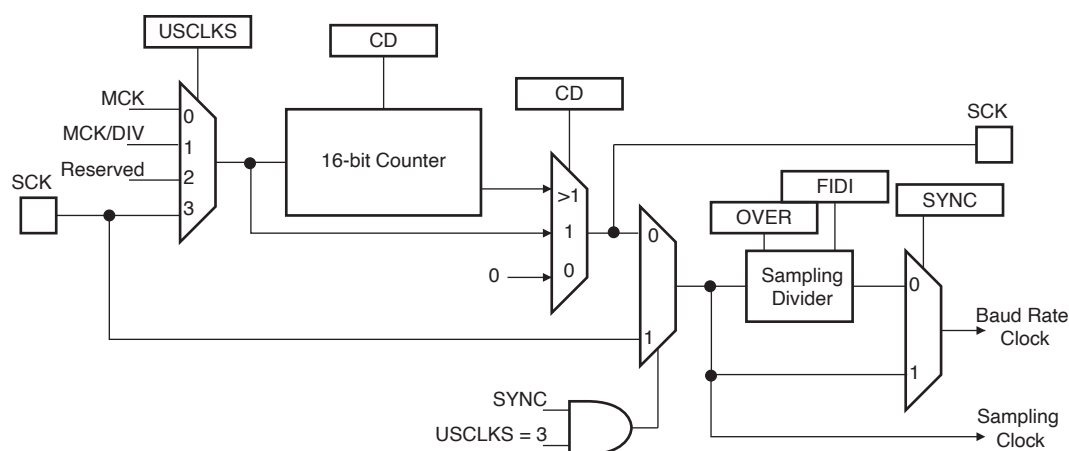 USCLKS
CD
CD
MCK
MCK/DIV
Reserved
SCK
0
1
2
3
16-bit Counter
>1
1
0
0
SCK
FIDI
OVER
SYNC
0
1
Sampling
Divider
0
1
Baud Rate
Clock
SYNC
USCLKS = 3
Sampling
Clock